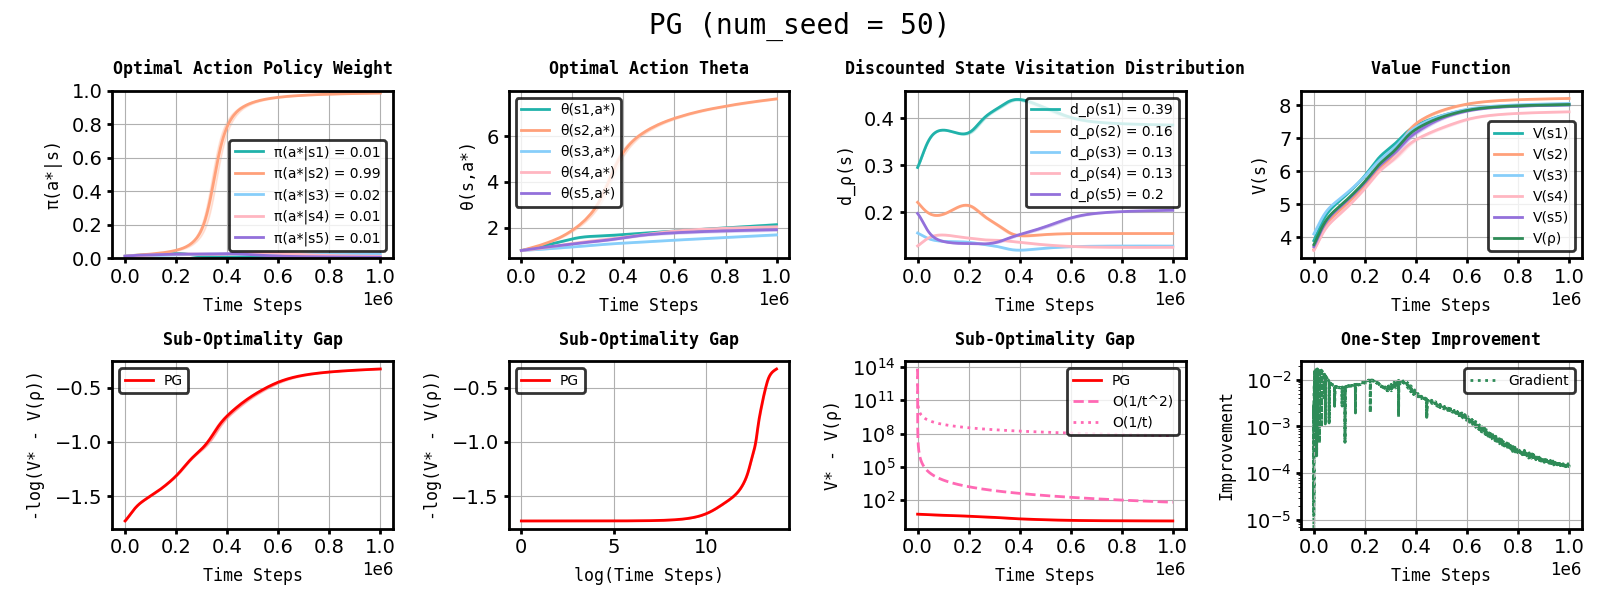 PG (num_seed = 50)
Optimal Action Policy Weight
π(a*|s)
1.0
0.8
0.6
0.4
0.2
0.0
π(a*|s1) = 0.01
π(a*|s2) = 0.99
π(a*|s3) = 0.02
π(a*|s4) = 0.01
π(a*|s5) = 0.01
0.0 0.2 0.4 0.6 0.8 1.0
1e6
Time Steps
Optimal Action Theta
θ(s,a*)
6
4
2
θ(s1,a*)
θ(s2,a*)
θ(s3,a*)
θ(s4,a*)
θ(s5,a*)
0.0 0.2 0.4 0.6 0.8 1.0
1e6
Time Steps
Discounted State Visitation Distribution
d_ρ(s)
0.4
0.3
0.2
d_ρ(s1) = 0.39
d_ρ(s2) = 0.16
d_ρ(s3) = 0.13
d_ρ(s4) = 0.13
d_ρ(s5) = 0.2
0.0 0.2 0.4 0.6 0.8 1.0
1e6
Time Steps
Value Function
V(s)
8
7
6
5
4
V(s1)
V(s2)
V(s3)
V(s4)
V(s5)
V(ρ)
0.0 0.2 0.4 0.6 0.8 1.0
1e6
Time Steps
Sub-Optimality Gap
-log(V* - V(ρ))
−0.5
−1.0
−1.5
PG
0.0 0.2 0.4 0.6 0.8 1.0
1e6
Time Steps
Sub-Optimality Gap
-log(V* - V(ρ))
−0.5
−1.0
−1.5
PG
0 5 10
log(Time Steps)
Sub-Optimality Gap
V* - V(ρ)
10¹⁴
10¹¹
10⁸
10⁵
10²
PG
O(1/t^2)
O(1/t)
0.0 0.2 0.4 0.6 0.8 1.0
1e6
Time Steps
One-Step Improvement
Improvement
10⁻²
10⁻³
10⁻⁴
10⁻⁵
Gradient
0.0 0.2 0.4 0.6 0.8 1.0
1e6
Time Steps